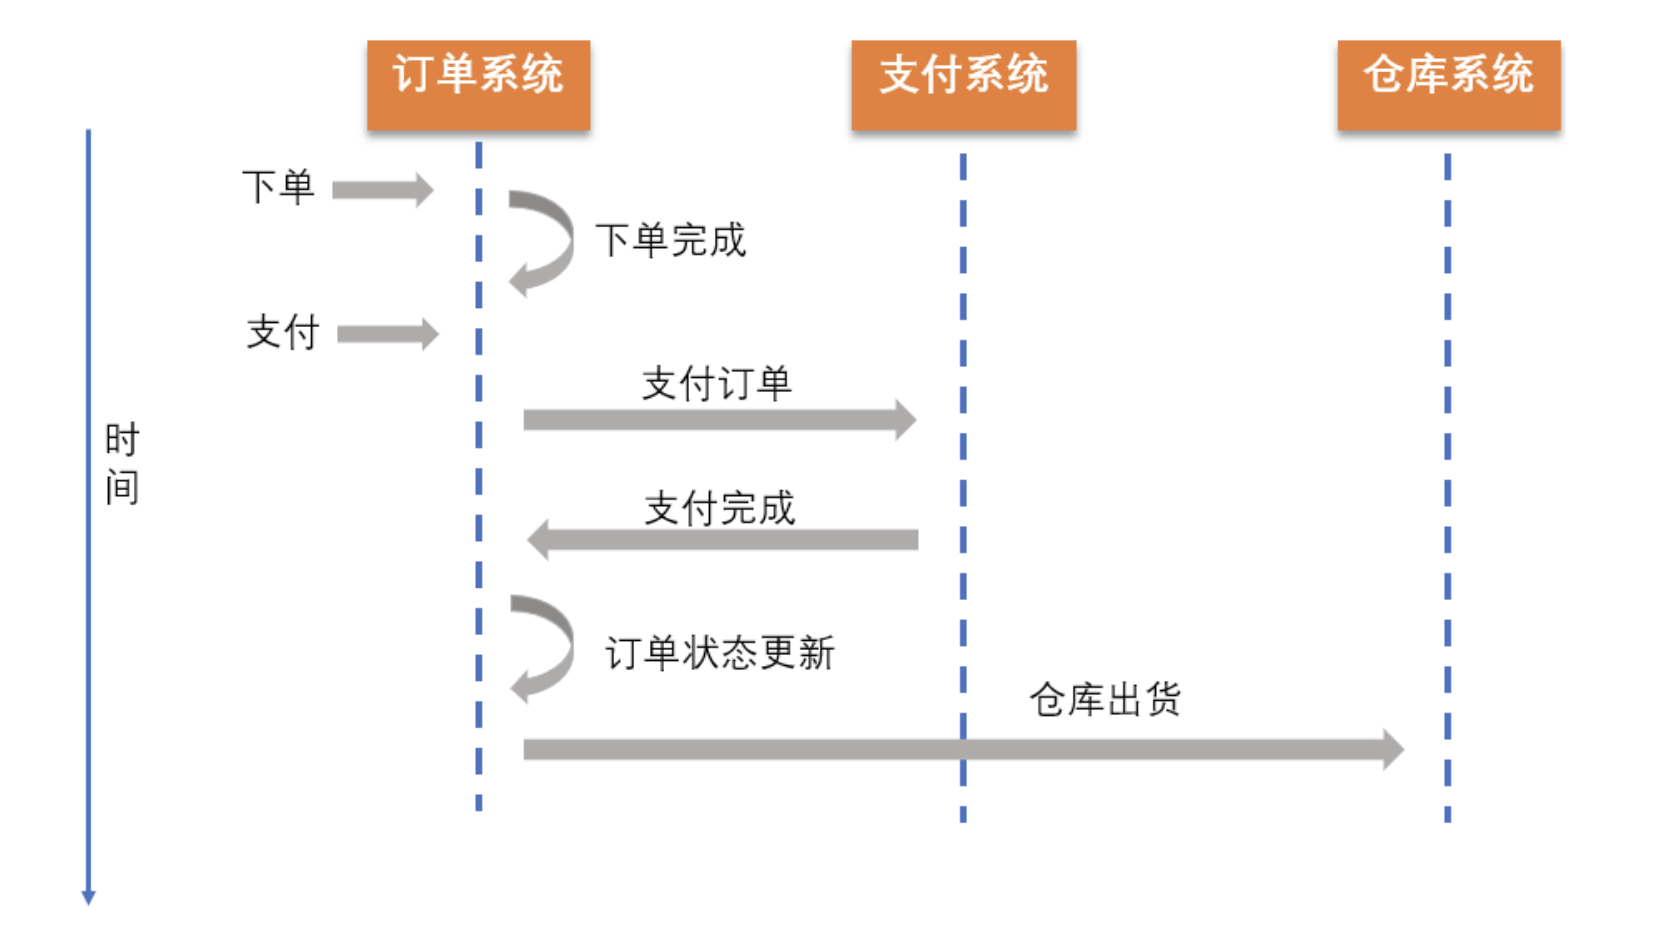 订单系统
支付系统
仓库系统
下单
下单完成
支付
支付订单
时
间
支付完成
订单状态更新
仓库出货